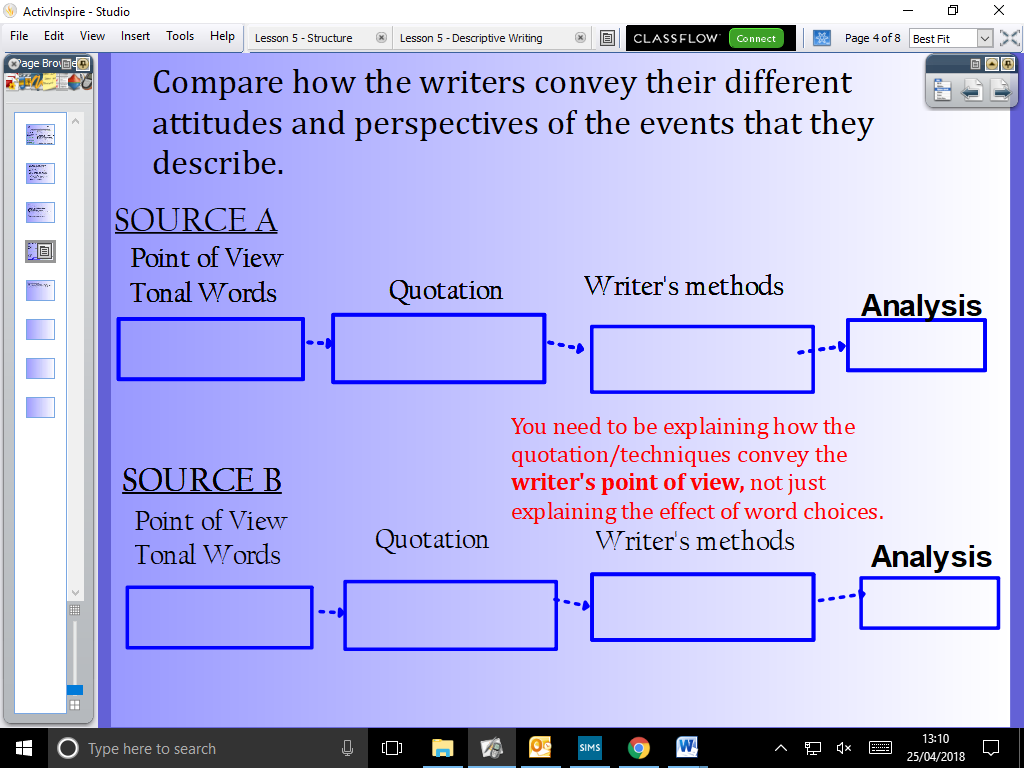 ActivInspire - Studio
File Edit View Insert Tools Help
Lesson 5 - Structure
Lesson 5 - Descriptive Writing
CLASSFLOW Connect
Page 4 of 8
Best Fit
Page Brow
Compare how the writers convey their different
attitudes and perspectives of the events that they
describe.
SOURCE A
Point of View
Tonal Words
Quotation
Writer's methods
Analysis
You need to be explaining how the
quotation/techniques convey the
writer's point of view, not just
explaining the effect of word choices.
SOURCE B
Point of View
Tonal Words
Quotation
Writer's methods
Analysis
Type here to search
SIMS
13:10
25/04/2018